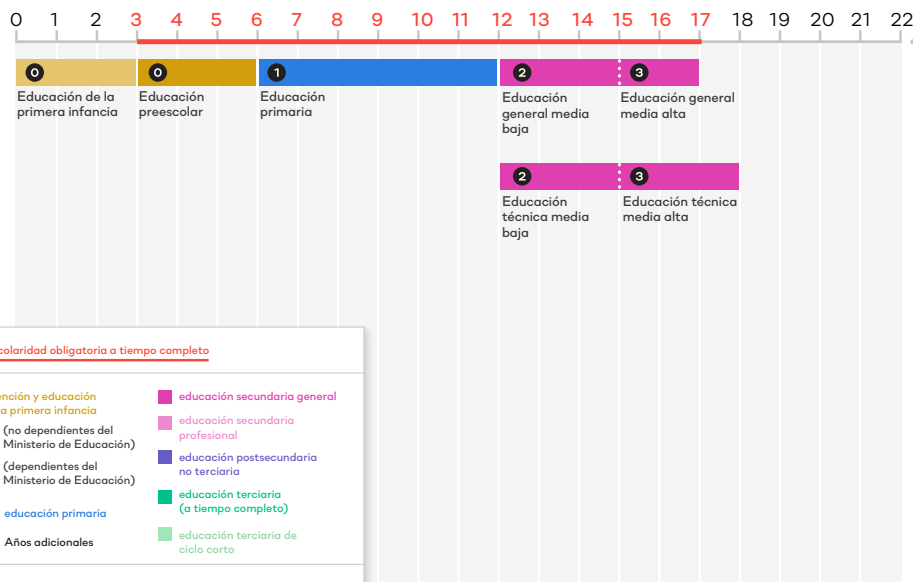 0 1 2 3 4 5 6 7 8 9 10 11 12 13 14 15 16 17 18 19 20 21 22
0 0 1 2 3
Educación de la
primera infancia
Educación
preescolar
Educación
primaria
Educación
general media
baja
Educación general
media alta
2 3
Educación
técnica media
baja
Educación técnica
media alta
colaridad obligatoria a tiempo completo
nción y educación
a primera infancia
(no dependientes del
Ministerio de Educación)
(dependientes del
Ministerio de Educación)
educación primaria
Años adicionales
educación secundaria general
educación secundaria
profesional
educación postsecundaria
no terciaria
educación terciaria
(a tiempo completo)
educación terciaria de
ciclo corto